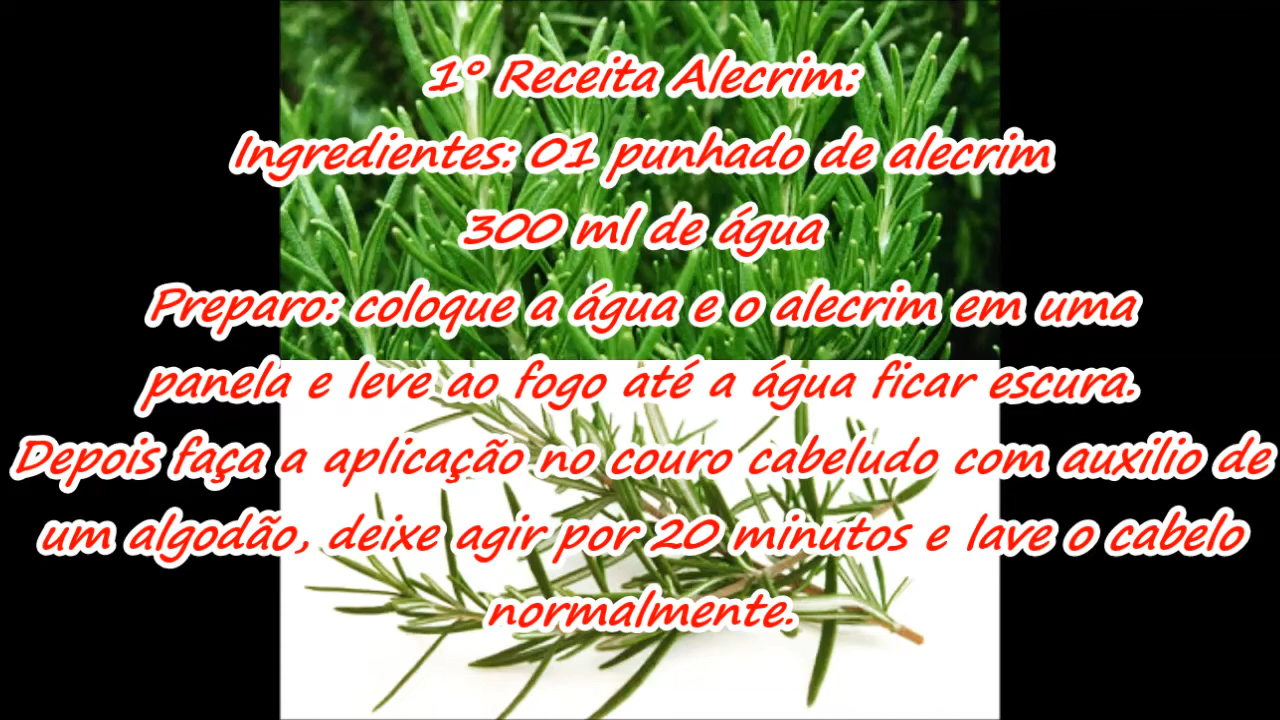 1º Receita Alecrim:
Ingredientes: 01 punhado de alecrim
300 ml de água
Preparo: coloque a água e o alecrim em uma
panela e leve ao fogo até a água ficar escura.
Depois faça a aplicação no couro cabeludo com auxilio de
um algodão, deixe agir por 20 minutos e lave o cabelo
normalmente.